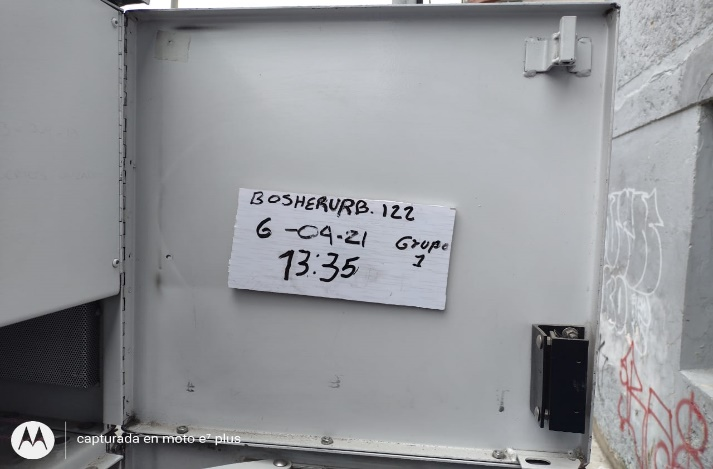 BOSHERURB.122
6-04-21 Grupo
1
13:35
capturada en moto e⁶ plus